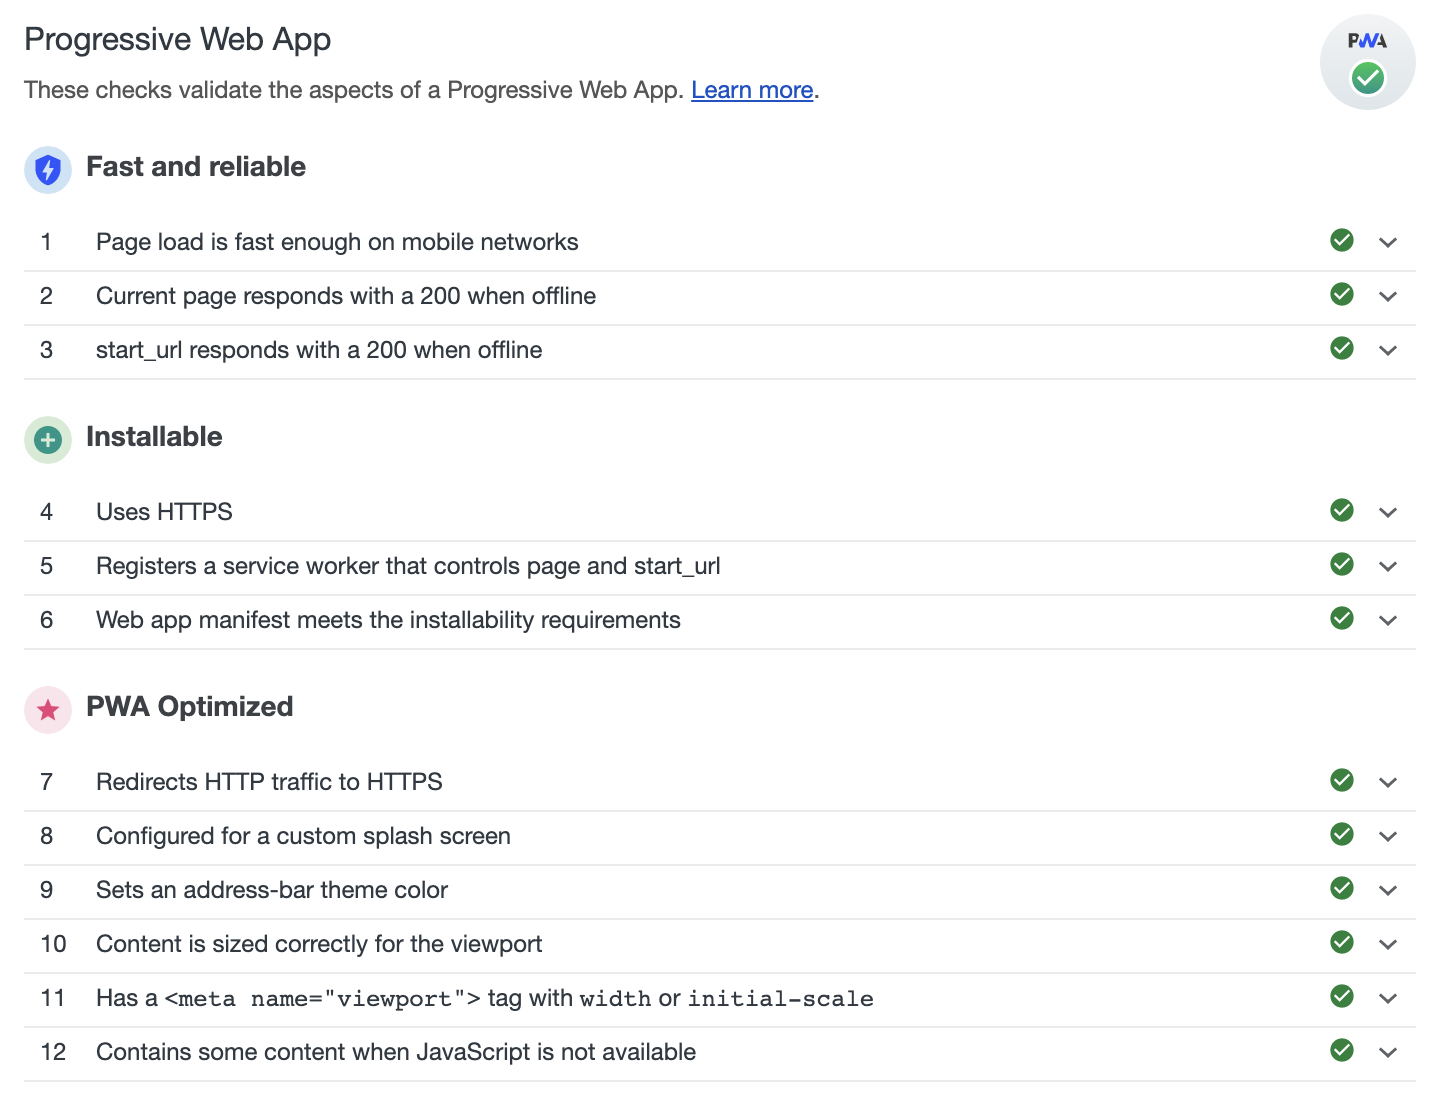 Progressive Web App
PWA
These checks validate the aspects of a Progressive Web App. Learn more.
Fast and reliable
1 Page load is fast enough on mobile networks
2 Current page responds with a 200 when offline
3 start_url responds with a 200 when offline
Installable
4 Uses HTTPS
5 Registers a service worker that controls page and start_url
6 Web app manifest meets the installability requirements
PWA Optimized
7 Redirects HTTP traffic to HTTPS
8 Configured for a custom splash screen
9 Sets an address-bar theme color
10 Content is sized correctly for the viewport
11 Has a <meta name="viewport"> tag with width or initial-scale
12 Contains some content when JavaScript is not available